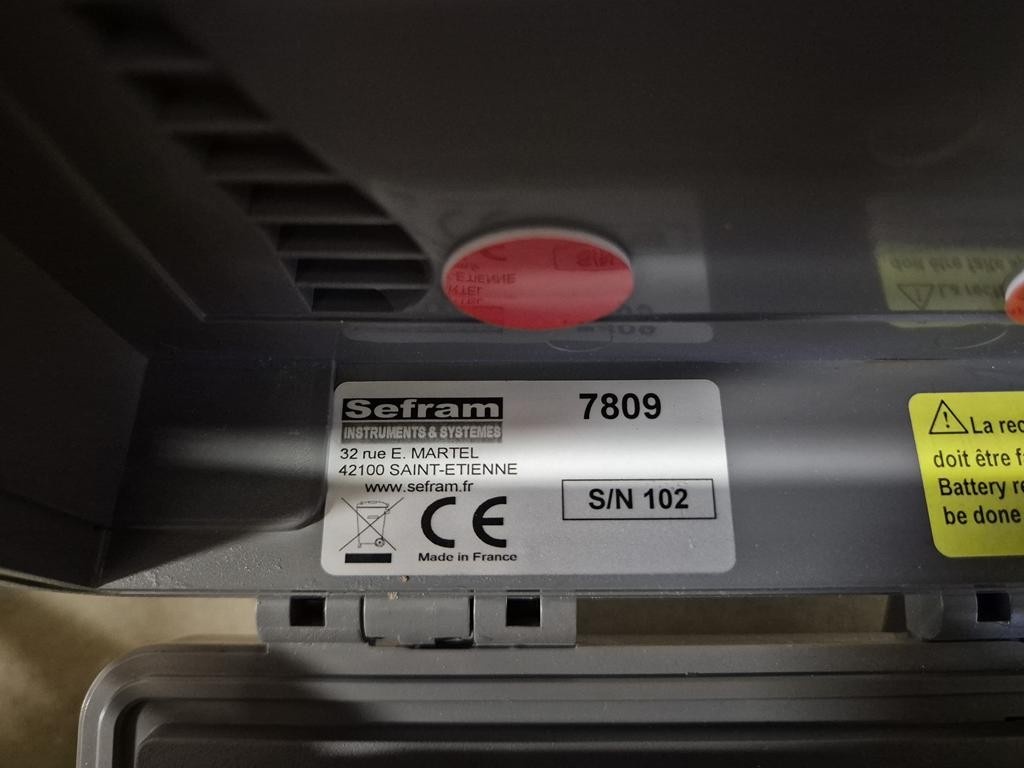 Sefram
INSTRUMENTS & SYSTEMES
32 rue E. MARTEL
42100 SAINT-ETIENNE
www.sefram.fr
CE
Made in France
7809
S/N 102
La rec
doit être f
Battery re
be done